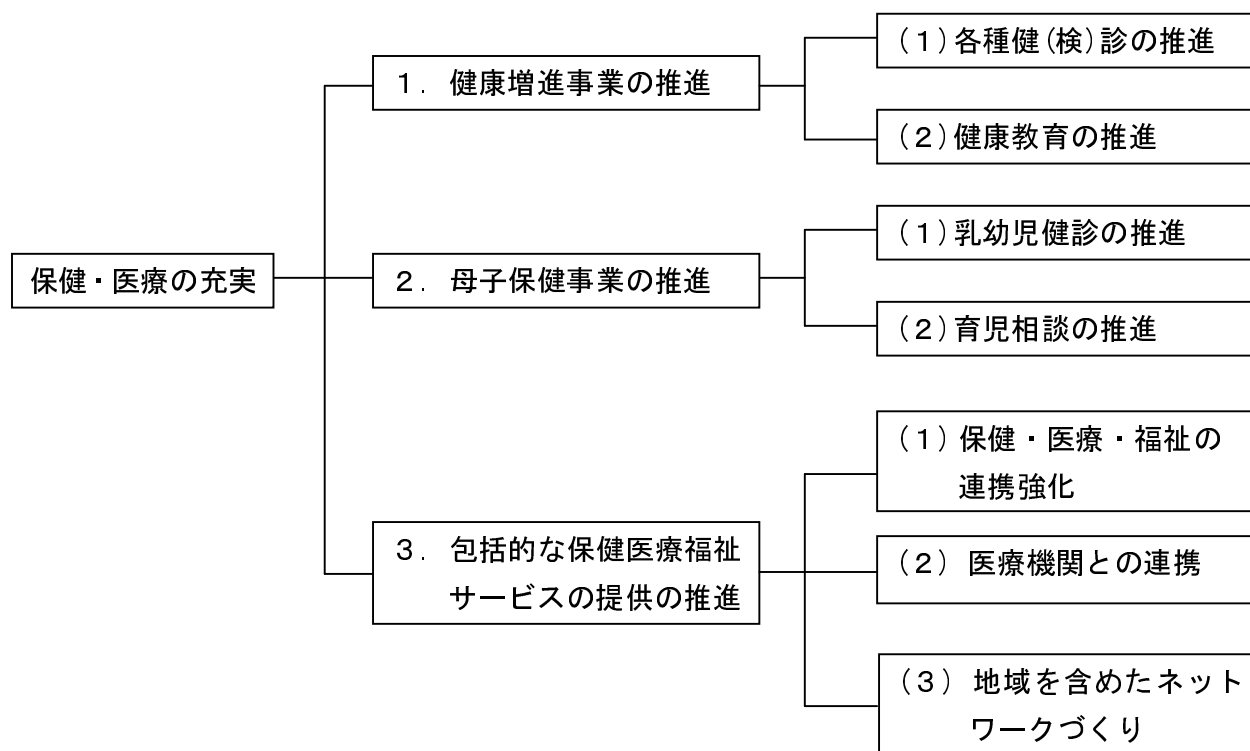 保健・医療の充実
１．健康増進事業の推進
（１）各種健（検）診の推進
（２）健康教育の推進
２．母子保健事業の推進
（１）乳幼児健診の推進
（２）育児相談の推進
３．包括的な保健医療福祉
サービスの提供の推進
（１）保健・医療・福祉の
連携強化
（２）医療機関との連携
（３）地域を含めたネット
ワークづくり